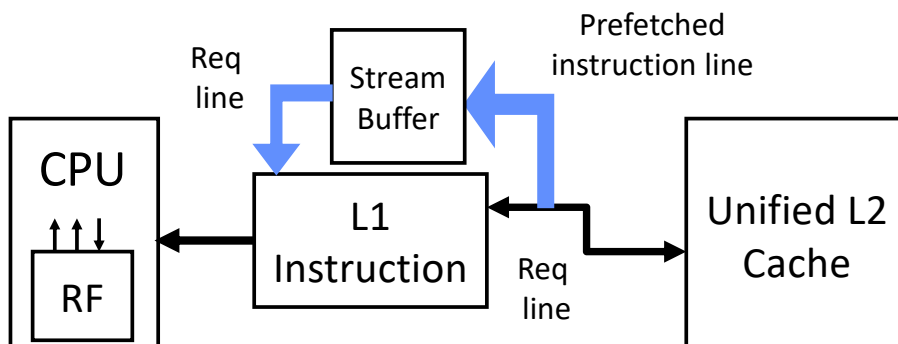 Prefetched
instruction line
Req
line
Stream
Buffer
CPU
RF
L1
Instruction
Req
line
Unified L2
Cache